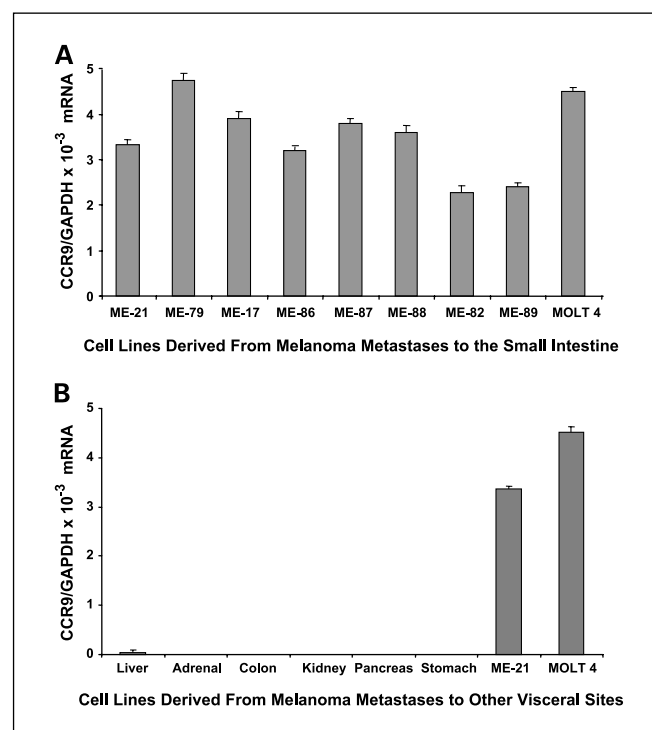 A
CCR9/GAPDH x 10⁻³ mRNA
5
4
3
2
1
0
ME-21 ME-79 ME-17 ME-86 ME-87 ME-88 ME-82 ME-89 MOLT 4
Cell Lines Derived From Melanoma Metastases to the Small Intestine
B
CCR9/GAPDH x 10⁻³ mRNA
5
4
3
2
1
0
Liver Adrenal Colon Kidney Pancreas Stomach ME-21 MOLT 4
Cell Lines Derived From Melanoma Metastases to Other Visceral Sites